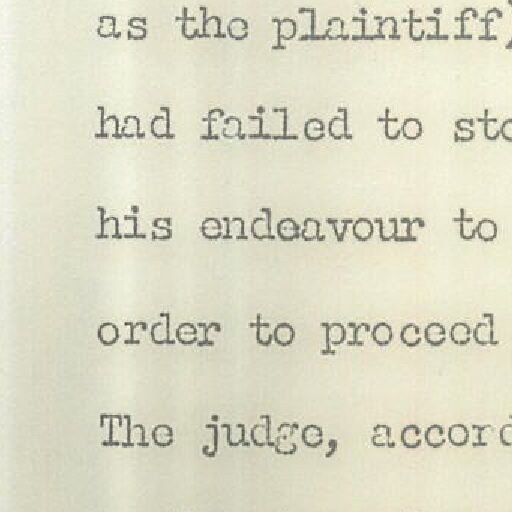 as the plaintiff)
had failed to sto
his endeavour to
order to proceed
The judge, accord